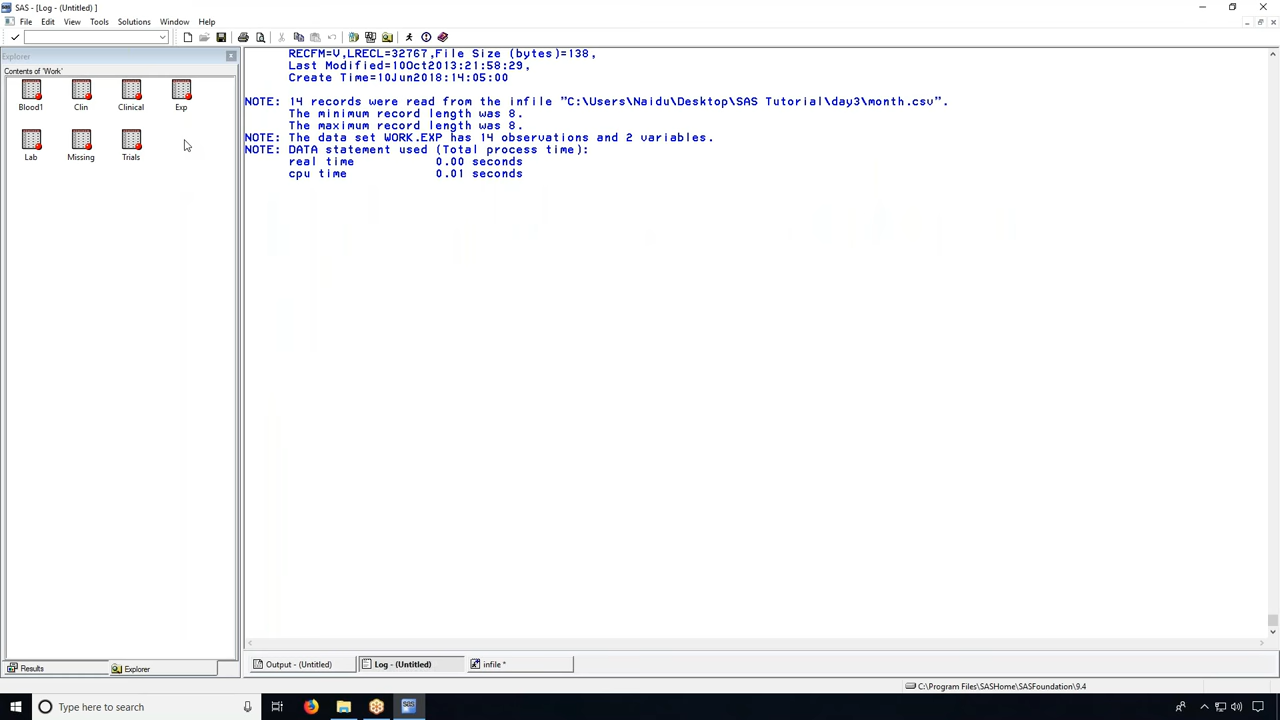 SAS - [Log - (Untitled) ]
File Edit View Tools Solutions Window Help
Explorer
Contents of 'Work'
Blood1 Clin Clinical Exp
Lab Missing Trials
RECFM=V,LRECL=32767,File Size (bytes)=138,
Last Modified=10Oct2013:21:58:29,
Create Time=10Jun2018:14:05:00
NOTE: 14 records were read from the infile "C:\Users\Naidu\Desktop\SAS Tutorial\day3\month.csv".
The minimum record length was 8.
The maximum record length was 8.
NOTE: The data set WORK.EXP has 14 observations and 2 variables.
NOTE: DATA statement used (Total process time):
real time 0.00 seconds
cpu time 0.01 seconds
Results Explorer
Output - (Untitled) Log - (Untitled) infile *
C:\Program Files\SASHome\SASFoundation\9.4
Type here to search